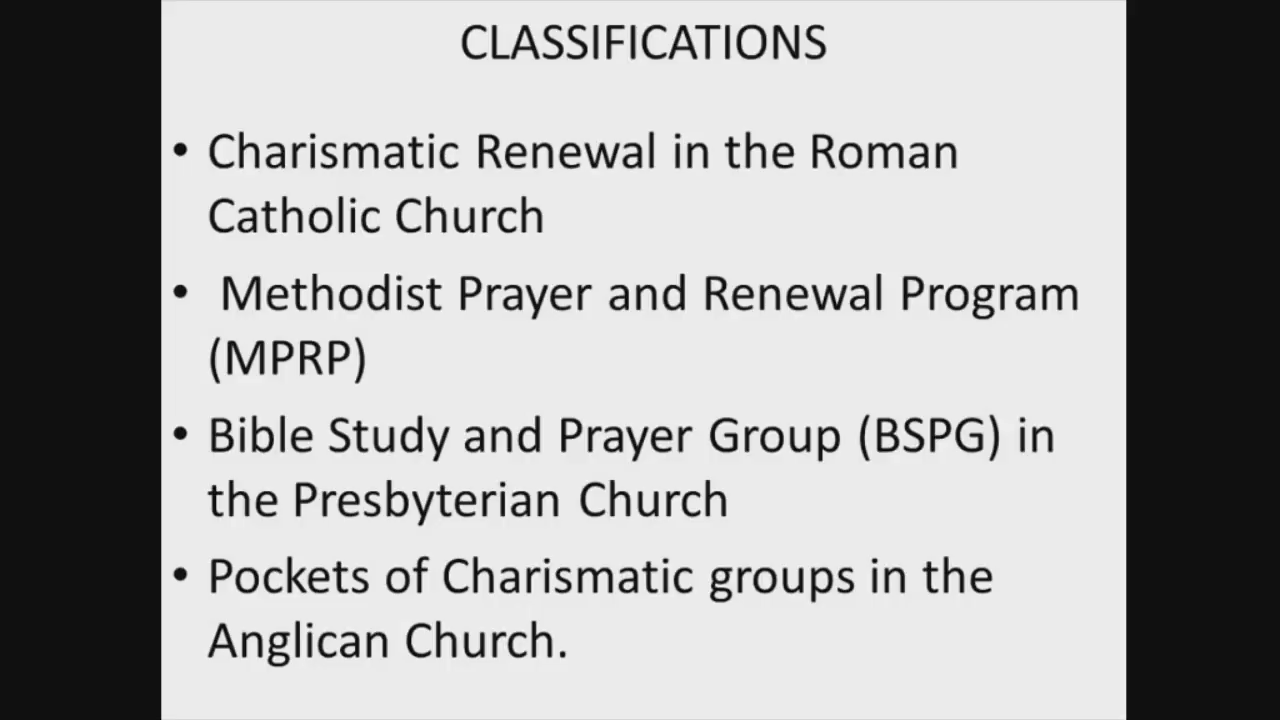 CLASSIFICATIONS
• Charismatic Renewal in the Roman
Catholic Church
• Methodist Prayer and Renewal Program
(MPRP)
• Bible Study and Prayer Group (BSPG) in
the Presbyterian Church
• Pockets of Charismatic groups in the
Anglican Church.